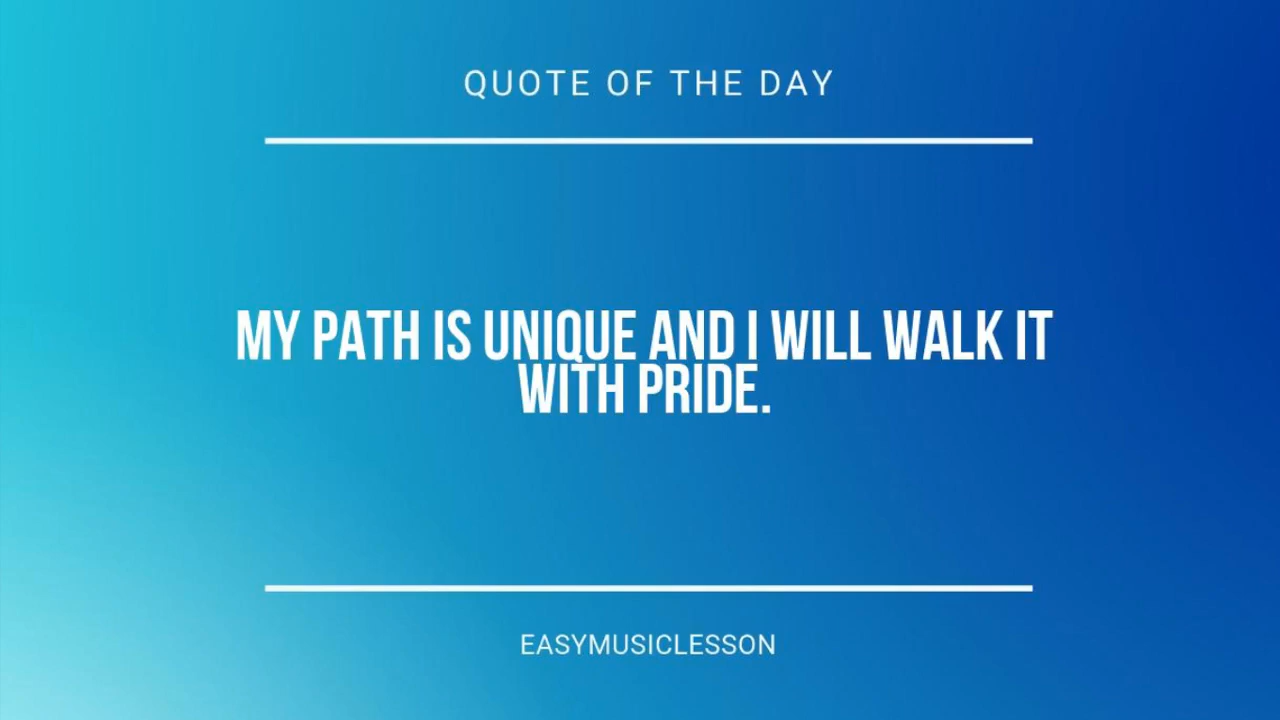 QUOTE OF THE DAY
MY PATH IS UNIQUE AND I WILL WALK IT
WITH PRIDE.
EASYMUSICLESSON